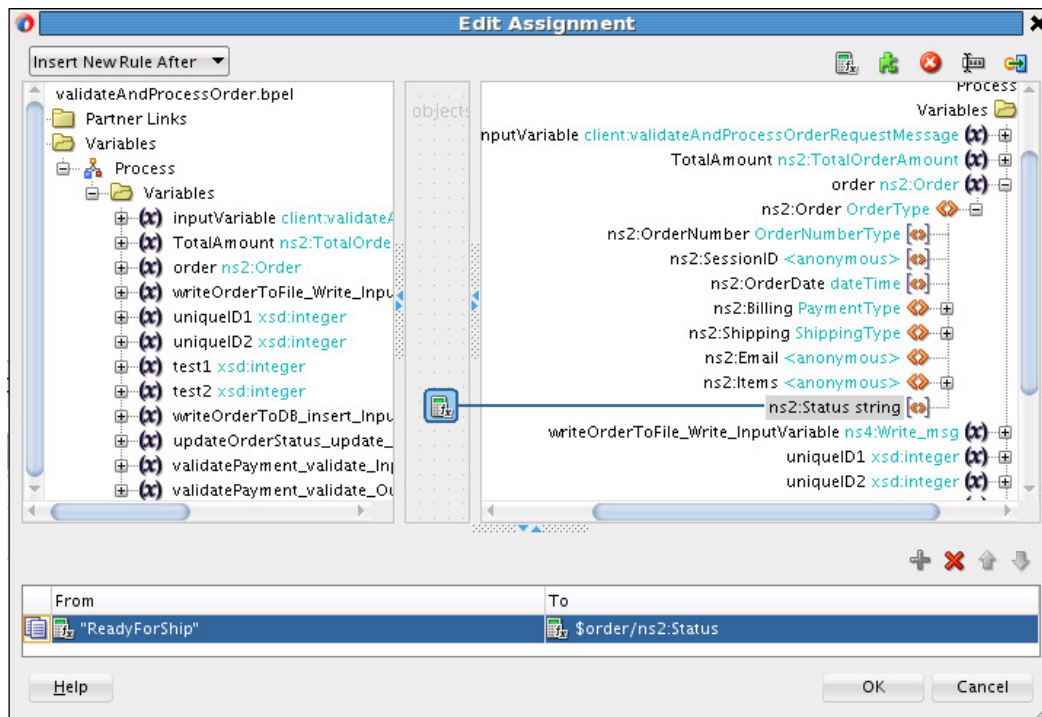 Edit Assignment
Insert New Rule After
validateAndProcessOrder.bpel
Partner Links
Variables
Process
Variables
inputVariable client:validateA
TotalAmount ns2:TotalOrde
order ns2:Order
writeOrderToFile_Write_Inpu
uniqueID1 xsd:integer
uniqueID2 xsd:integer
test1 xsd:integer
test2 xsd:integer
writeOrderToDB_insert_Inpu
updateOrderStatus_update_
validatePayment_validate_In
validatePayment_validate_Ou
objects
Process
Variables
nputVariable client:validateAndProcessOrderRequestMessage
TotalAmount ns2:TotalOrderAmount
order ns2:Order
ns2:Order OrderType
ns2:OrderNumber OrderNumberType
ns2:SessionID <anonymous>
ns2:OrderDate dateTime
ns2:Billing PaymentType
ns2:Shipping ShippingType
ns2:Email <anonymous>
ns2:Items <anonymous>
ns2:Status string
writeOrderToFile_Write_InputVariable ns4:Write_msg
uniqueID1 xsd:integer
uniqueID2 xsd:integer
From To
"ReadyForShip" $order/ns2:Status
Help OK Cancel